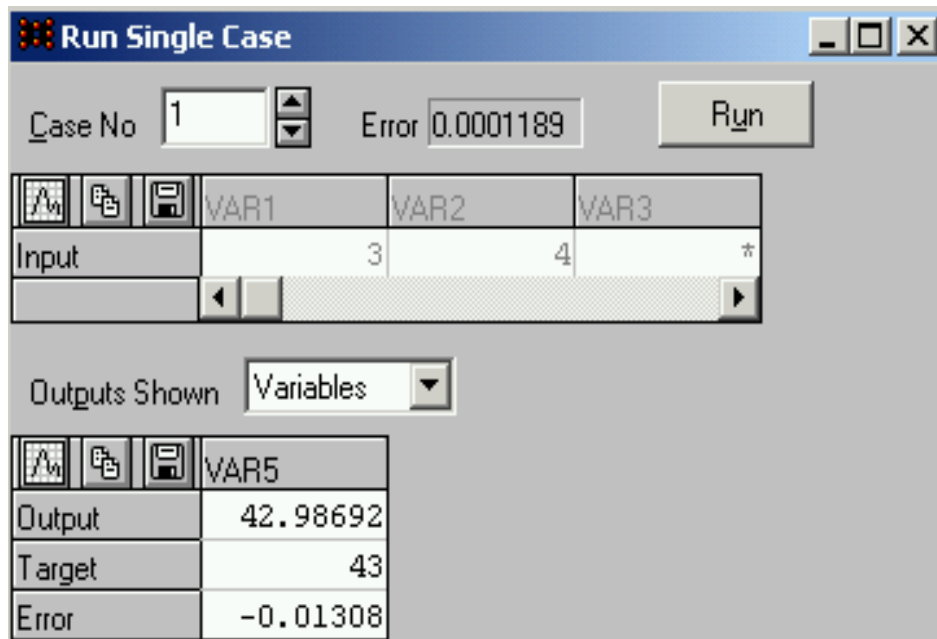 Run Single Case
Case No 1 Error 0.0001189 Run
VAR1 VAR2 VAR3
Input 3 4 *
Outputs Shown Variables
VAR5
Output 42.98692
Target 43
Error -0.01308